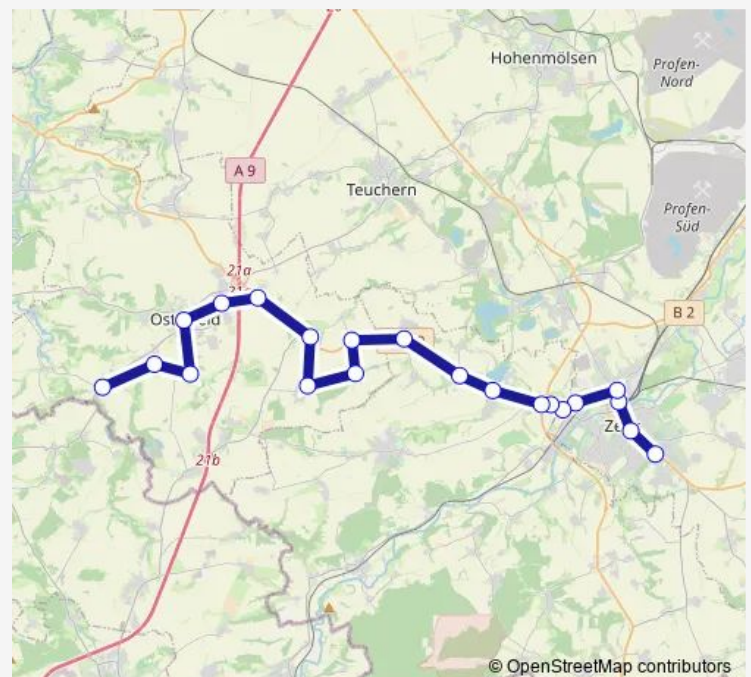 Hohenmölsen
Profen-
Nord
A 9
Teuchern
Profen-
Süd
21a
B 2
21b
© OpenStreetMap contributors